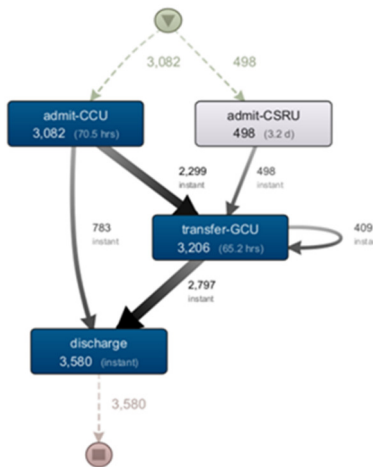 3,082 498
admit-CCU
3,082 (70.5 hrs)
admit-CSRU
498 (3.2 d)
2,299
instant
498
instant
783
instant
transfer-GCU
3,206 (65.2 hrs)
409
insta
2,797
instant
discharge
3,580 (instant)
3,580